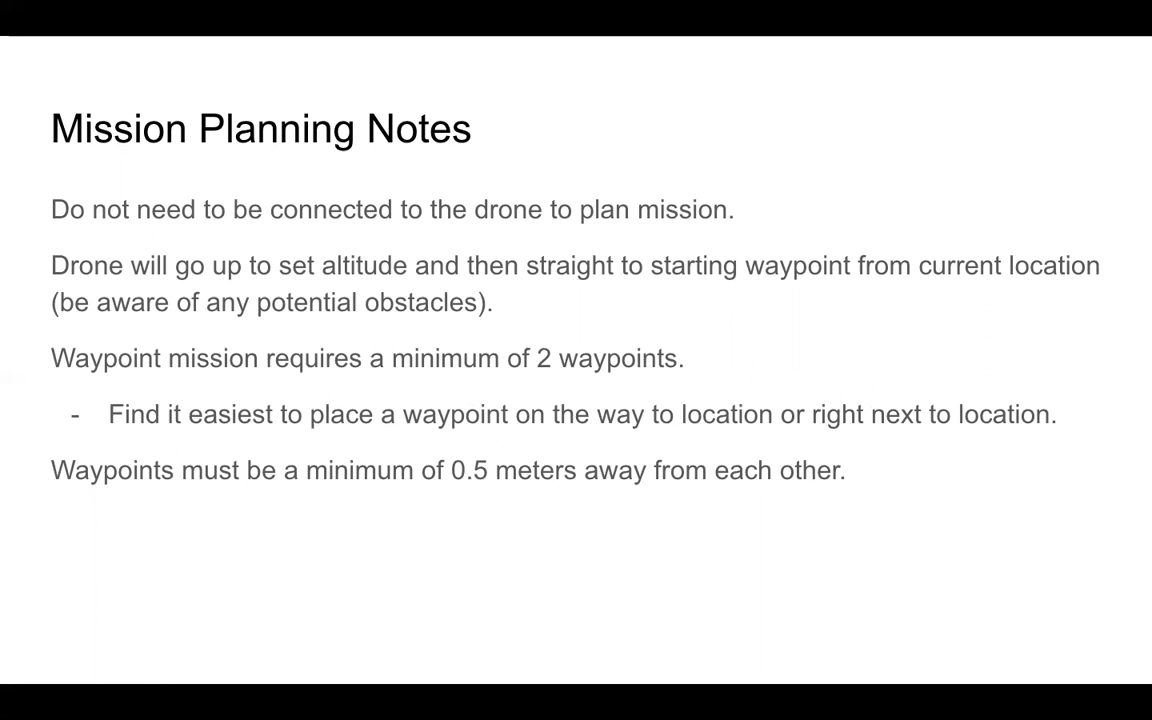 Mission Planning Notes
Do not need to be connected to the drone to plan mission.
Drone will go up to set altitude and then straight to starting waypoint from current location
(be aware of any potential obstacles).
Waypoint mission requires a minimum of 2 waypoints.
- Find it easiest to place a waypoint on the way to location or right next to location.
Waypoints must be a minimum of 0.5 meters away from each other.